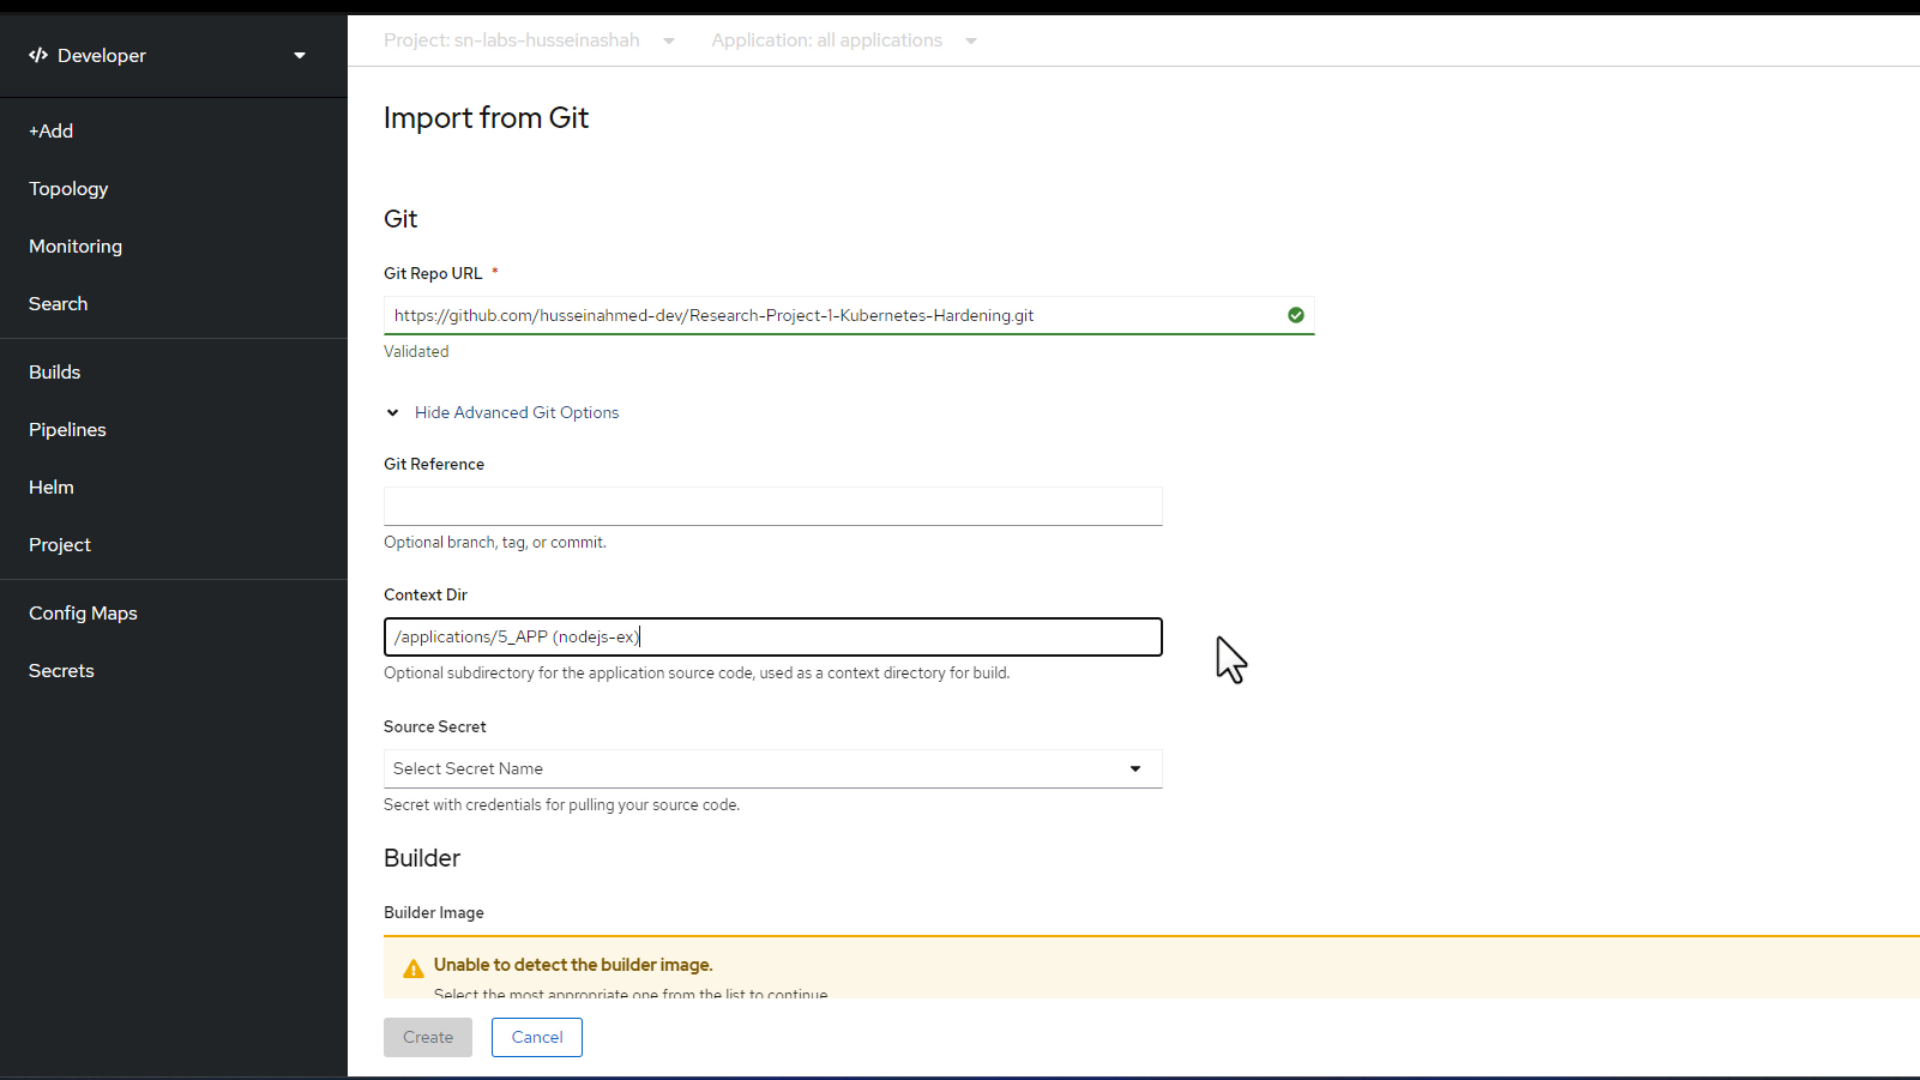 </> Developer
Project: sn-labs-husseinashah
Application: all applications
+Add
Topology
Monitoring
Search
Builds
Pipelines
Helm
Project
Config Maps
Secrets
Import from Git
Git
Git Repo URL *
https://github.com/husseinahmed-dev/Research-Project-1-Kubernetes-Hardening.git
Validated
Hide Advanced Git Options
Git Reference
Optional branch, tag, or commit.
Context Dir
/applications/5_APP (nodejs-ex)
Optional subdirectory for the application source code, used as a context directory for build.
Source Secret
Select Secret Name
Secret with credentials for pulling your source code.
Builder
Builder Image
Unable to detect the builder image.
Select the most appropriate one from the list to continue
Create
Cancel